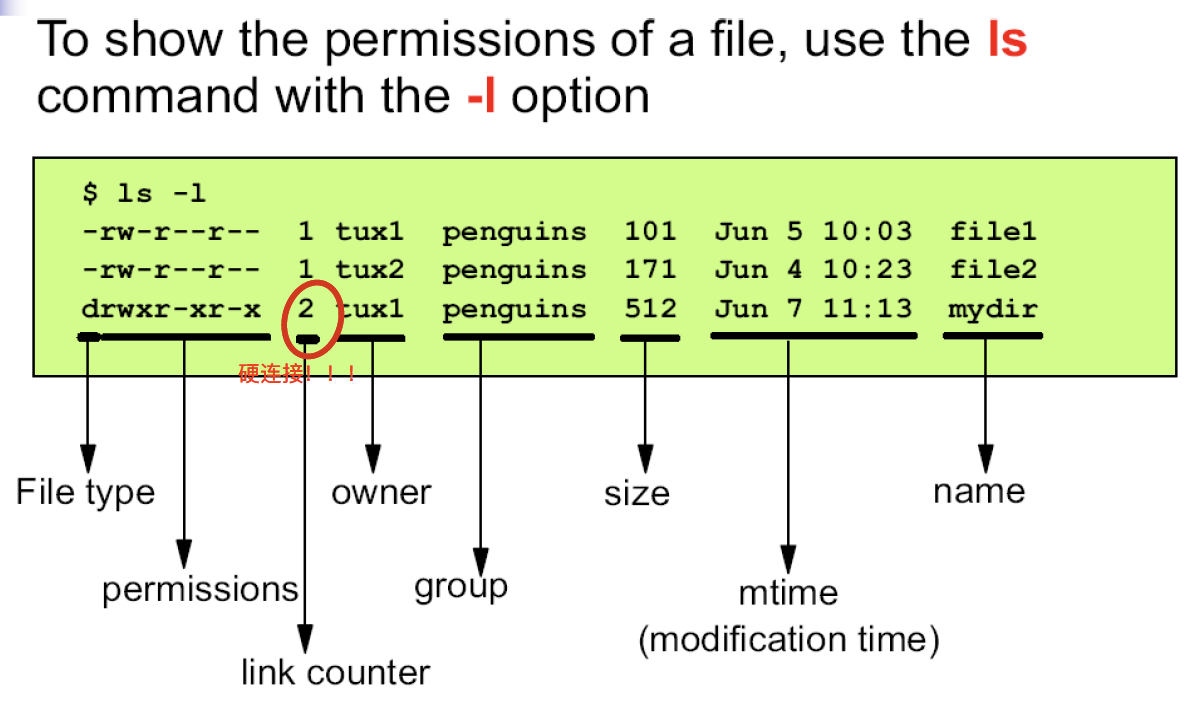 To show the permissions of a file, use the ls
command with the -l option
$ ls -l
-rw-r--r-- 1 tux1 penguins 101 Jun 5 10:03 file1
-rw-r--r-- 1 tux2 penguins 171 Jun 4 10:23 file2
drwxr-xr-x 2 tux1 penguins 512 Jun 7 11:13 mydir
硬连接！！！
File type owner size name
permissions group mtime
(modification time)
link counter